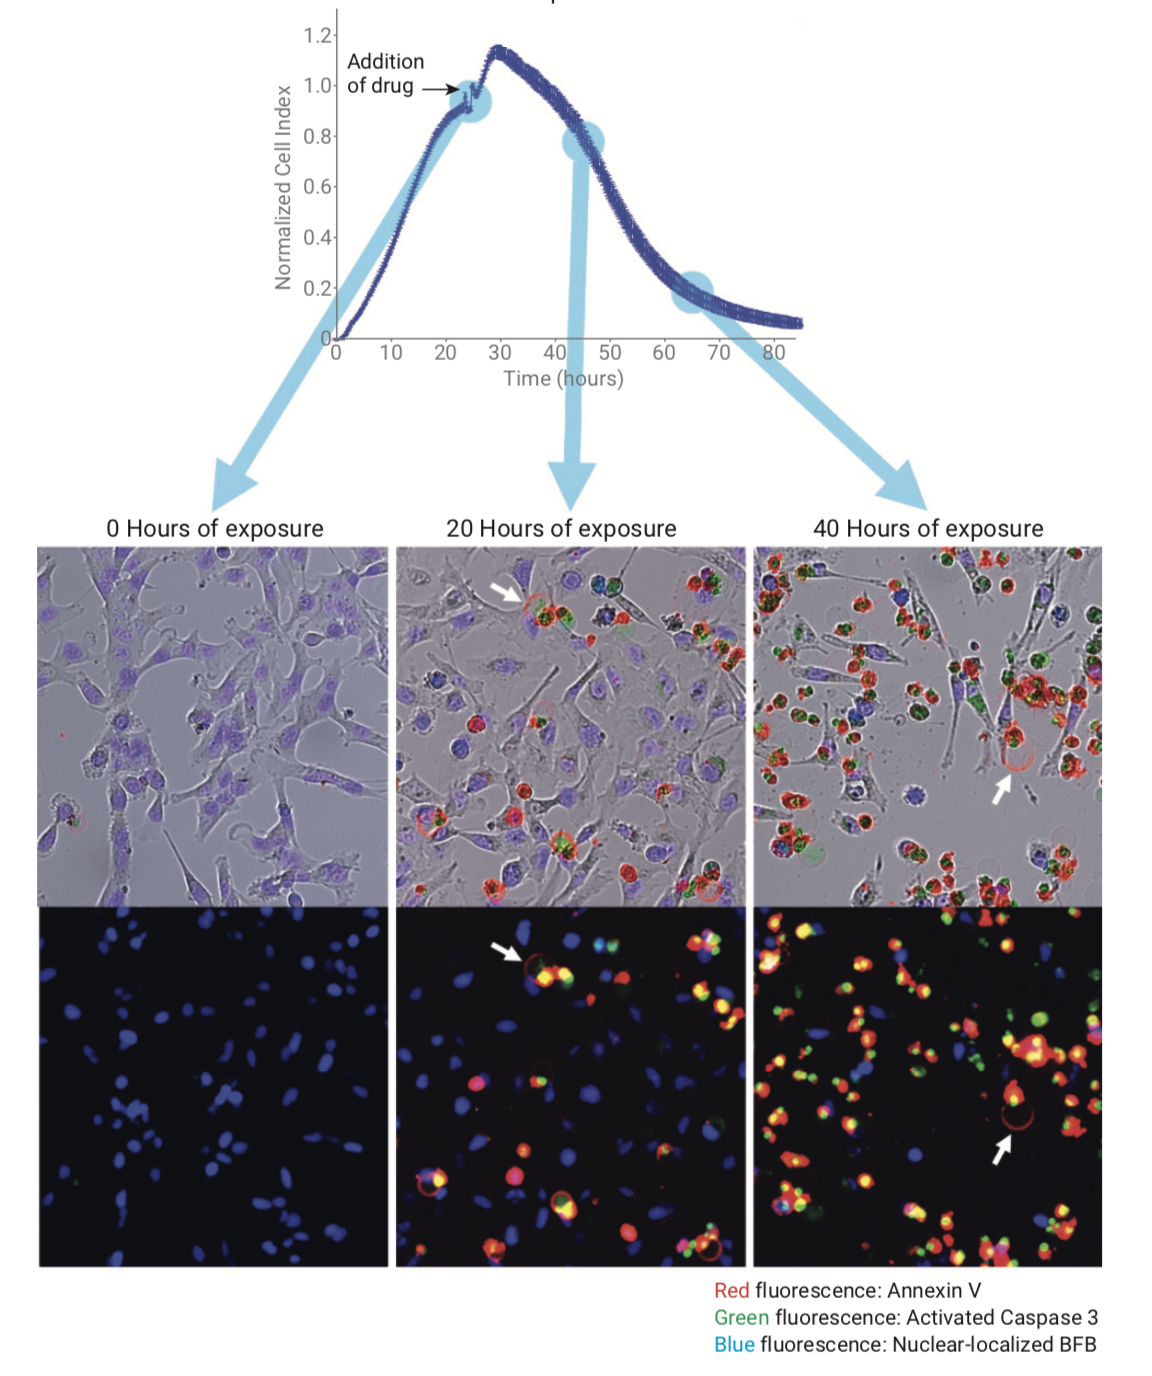 1.2
Addition
of drug
1.0
0.8
0.6
0.4
0.2
0
Normalized Cell Index
0 10 20 30 40 50 60 70 80
Time (hours)
0 Hours of exposure
20 Hours of exposure
40 Hours of exposure
Red fluorescence: Annexin V
Green fluorescence: Activated Caspase 3
Blue fluorescence: Nuclear-localized BFB